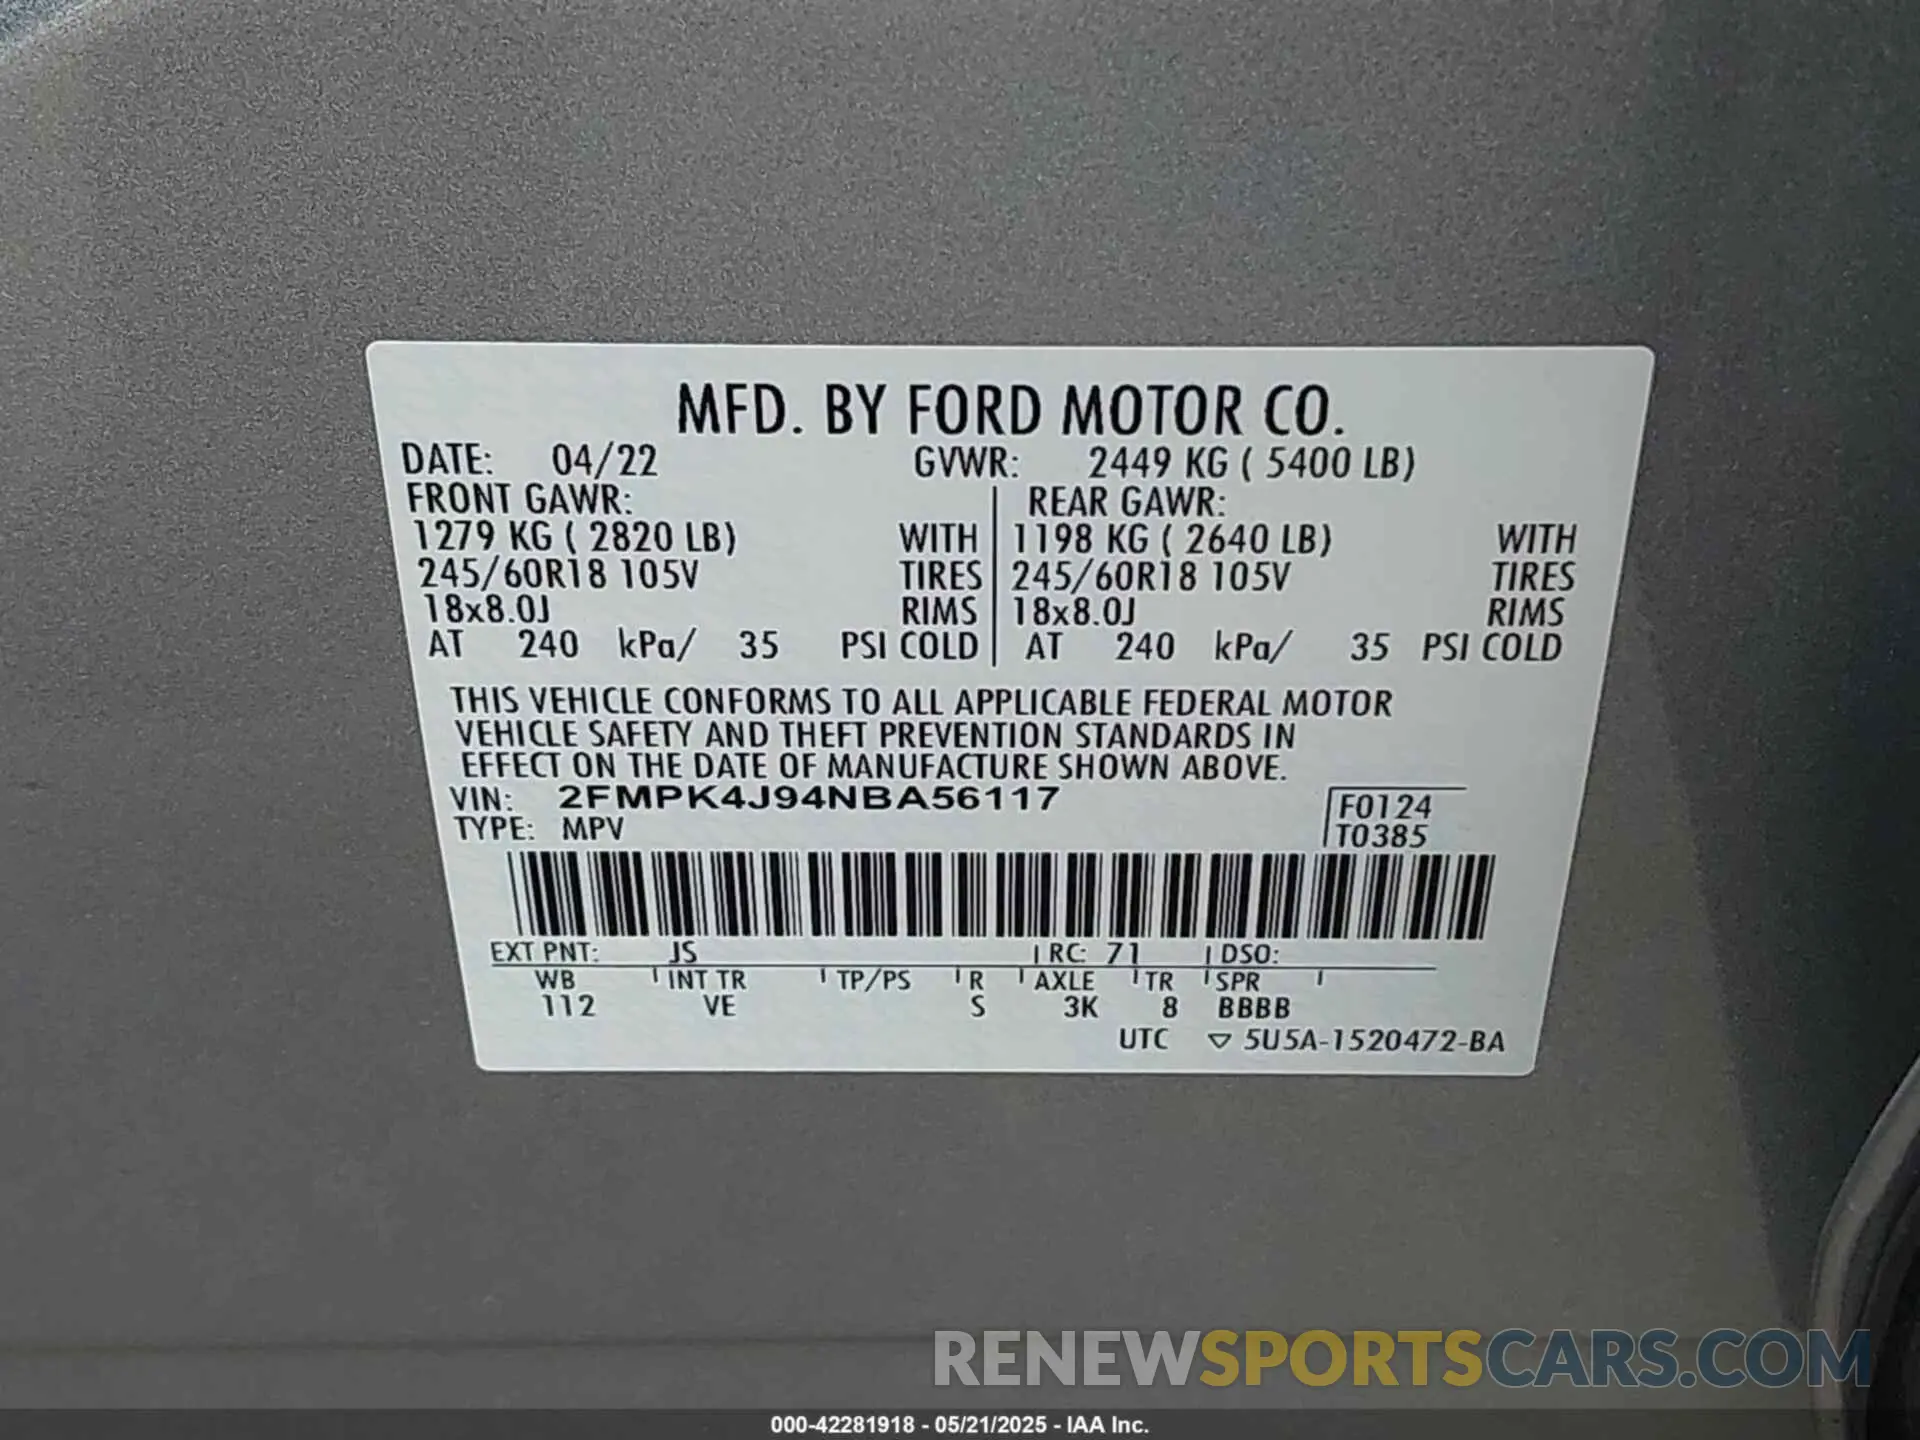 MFD. BY FORD MOTOR CO.
DATE: 04/22 GVWR: 2449 KG ( 5400 LB)
FRONT GAWR: REAR GAWR:
1279 KG ( 2820 LB) WITH 1198 KG ( 2640 LB) WITH
245/60R18 105V TIRES 245/60R18 105V TIRES
18x8.0J RIMS 18x8.0J RIMS
AT 240 kPa/ 35 PSI COLD AT 240 kPa/ 35 PSI COLD
THIS VEHICLE CONFORMS TO ALL APPLICABLE FEDERAL MOTOR
VEHICLE SAFETY AND THEFT PREVENTION STANDARDS IN
EFFECT ON THE DATE OF MANUFACTURE SHOWN ABOVE.
VIN: 2FMPK4J94NBA56117 F0124
TYPE: MPV T0385
EXT PNT: JS RC: 71 DSO:
WB INT TR TP/PS R AXLE TR SPR
112 VE S 3K 8 BBBB
UTC ▽ 5U5A-1520472-BA
RENEWSPORTSCARS.COM
000-42281918 - 05/21/2025 - IAA Inc.